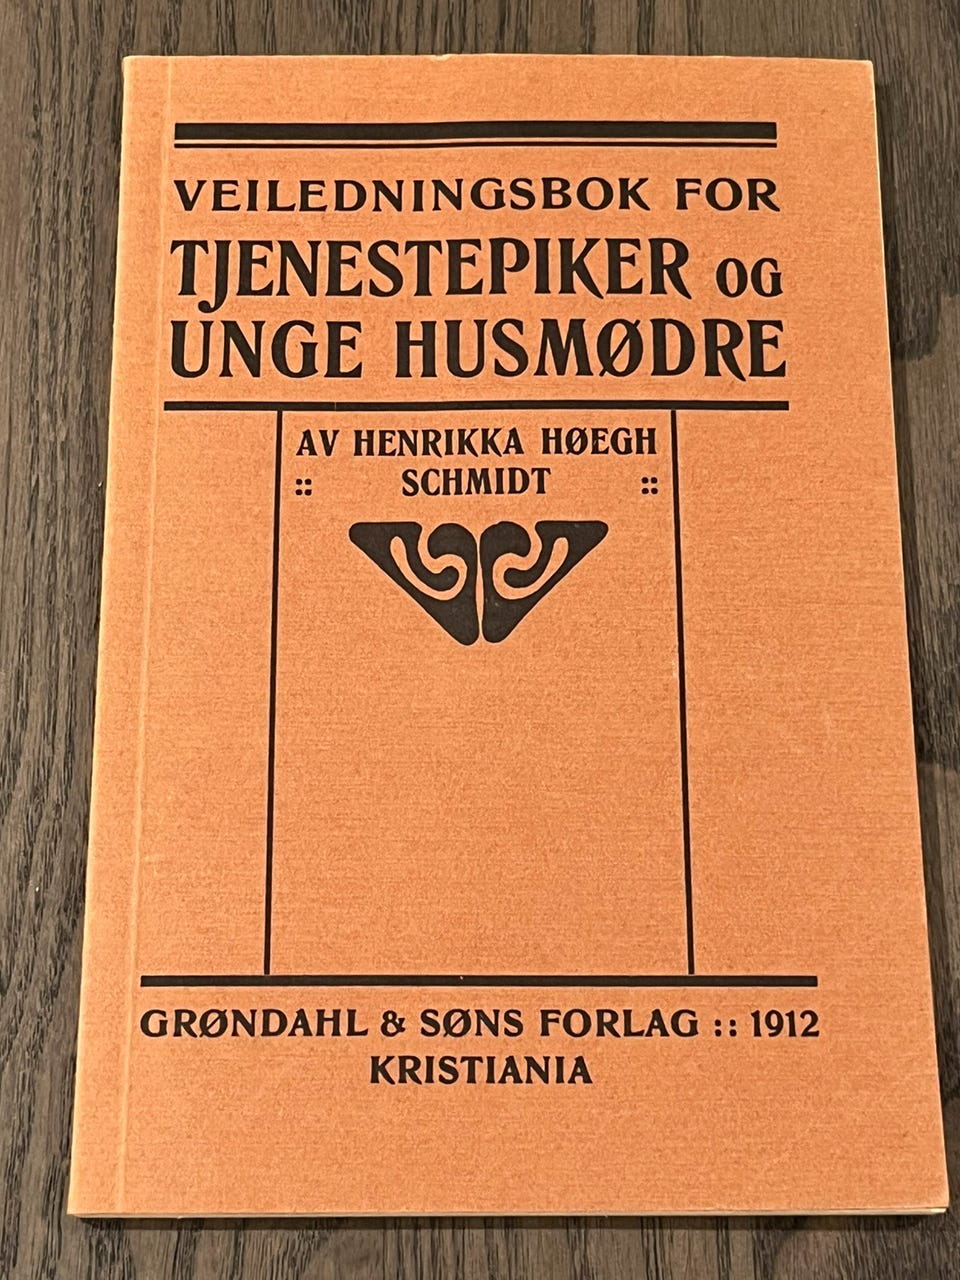 VEILEDNINGSBOK FOR
TJENESTEPIKER OG
UNGE HUSMØDRE
AV HENRIKKA HØEGH
:: SCHMIDT ::
GRØNDAHL & SØNS FORLAG :: 1912
KRISTIANIA